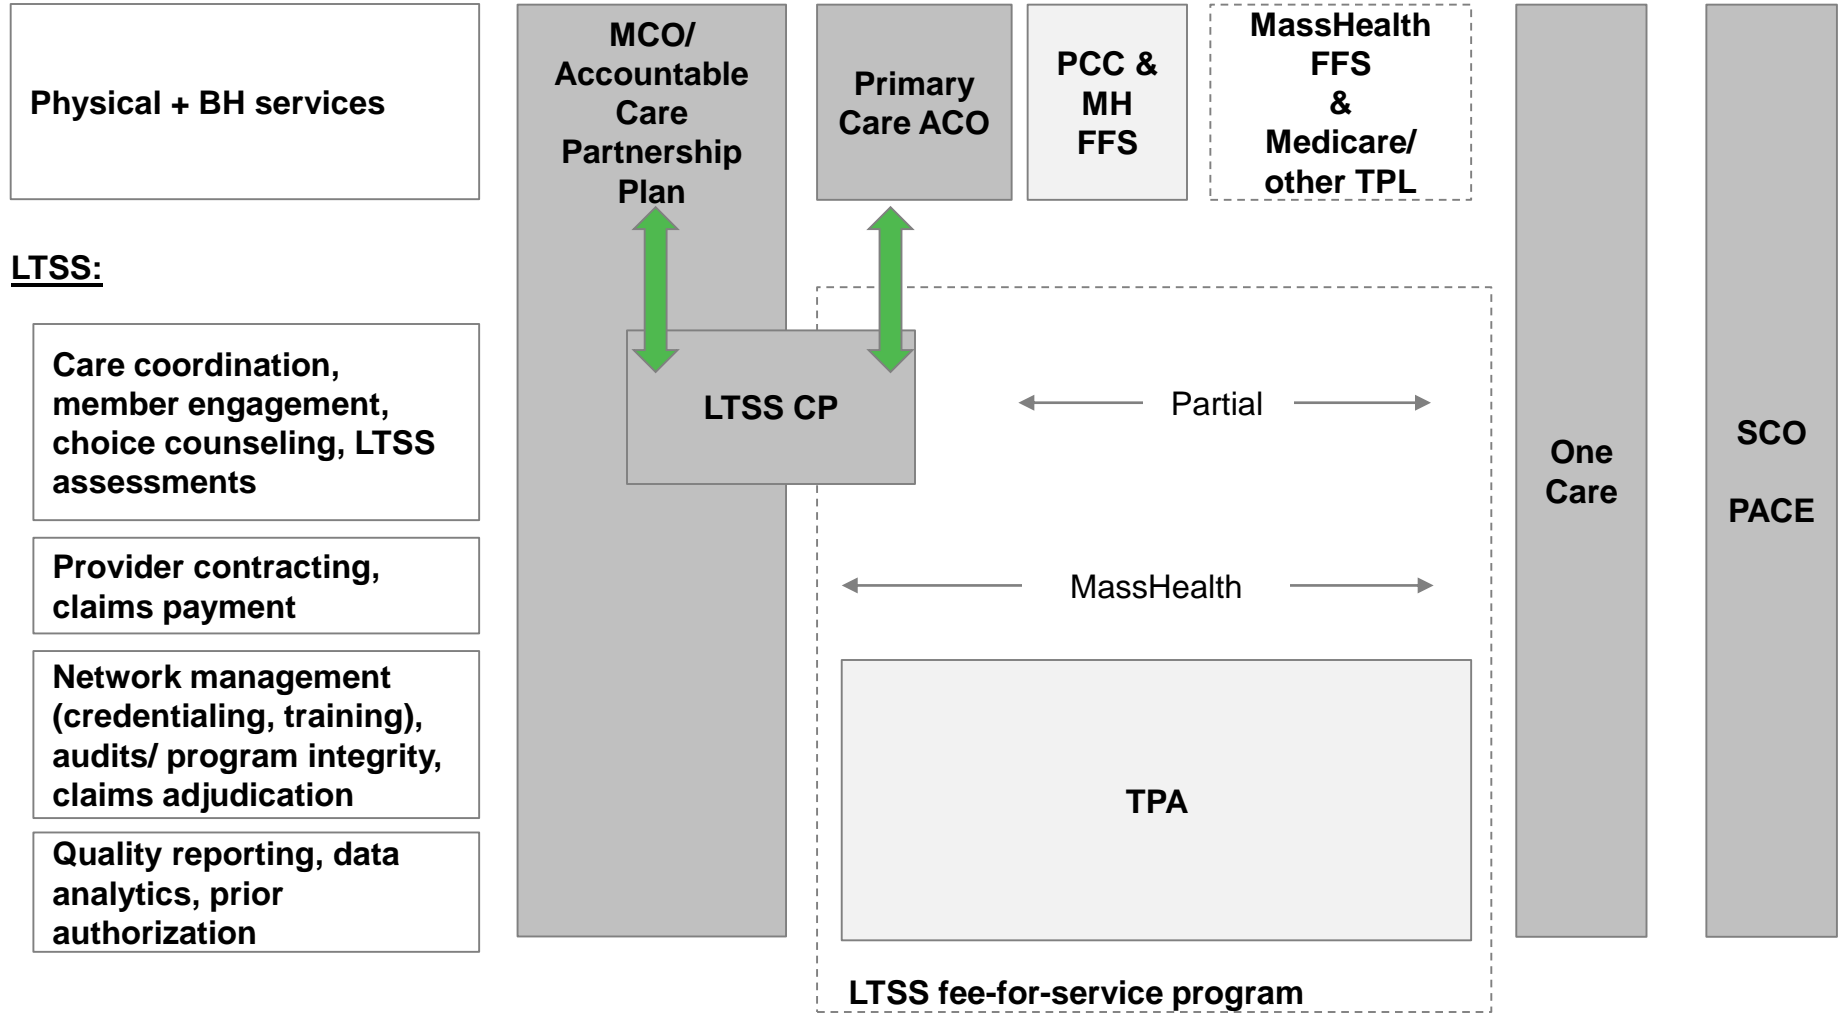 Physical + BH services
MCO/
Accountable
Care
Partnership
Plan
Primary
Care ACO
PCC &
MH
FFS
MassHealth
FFS
&
Medicare/
other TPL
LTSS:
Care coordination,
member engagement,
choice counseling, LTSS
assessments
LTSS CP
Partial
One
Care
SCO
PACE
Provider contracting,
claims payment
MassHealth
Network management
(credentialing, training),
audits/ program integrity,
claims adjudication
TPA
Quality reporting, data
analytics, prior
authorization
LTSS fee-for-service program